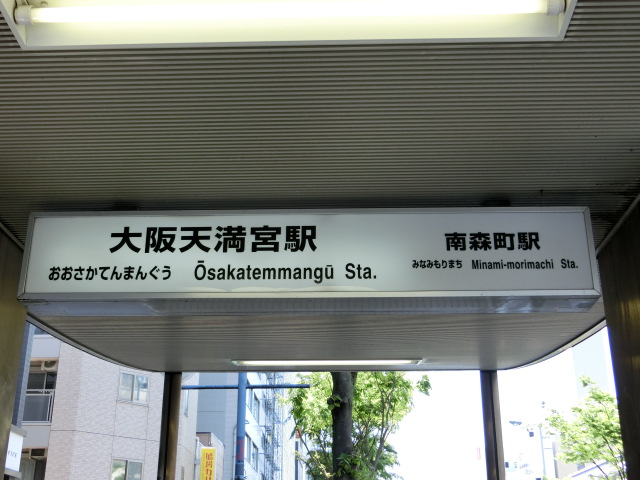 大阪天満宮駅
おおさかてんまんぐう Ōsakatemmangū Sta.
南森町駅
みなみもりまち Minami-morimachi Sta.